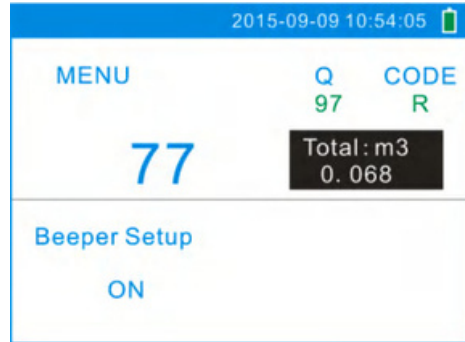 2015-09-09 10:54:05
MENU Q CODE
97 R
77
Total:m3
0.068
Beeper Setup
ON